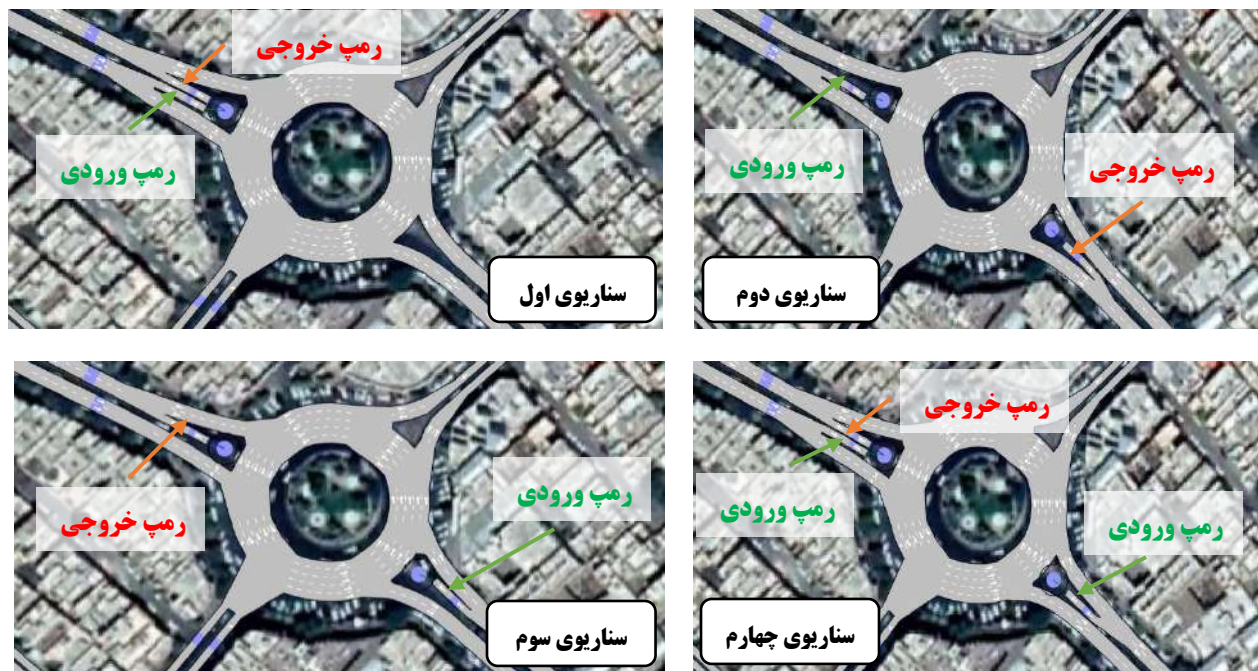 رمپ خروجی
رمپ ورودی
سناریوی اول
رمپ ورودی
رمپ خروجی
سناریوی دوم
رمپ خروجی
رمپ ورودی
سناریوی سوم
رمپ خروجی
رمپ ورودی
رمپ ورودی
سناریوی چهارم